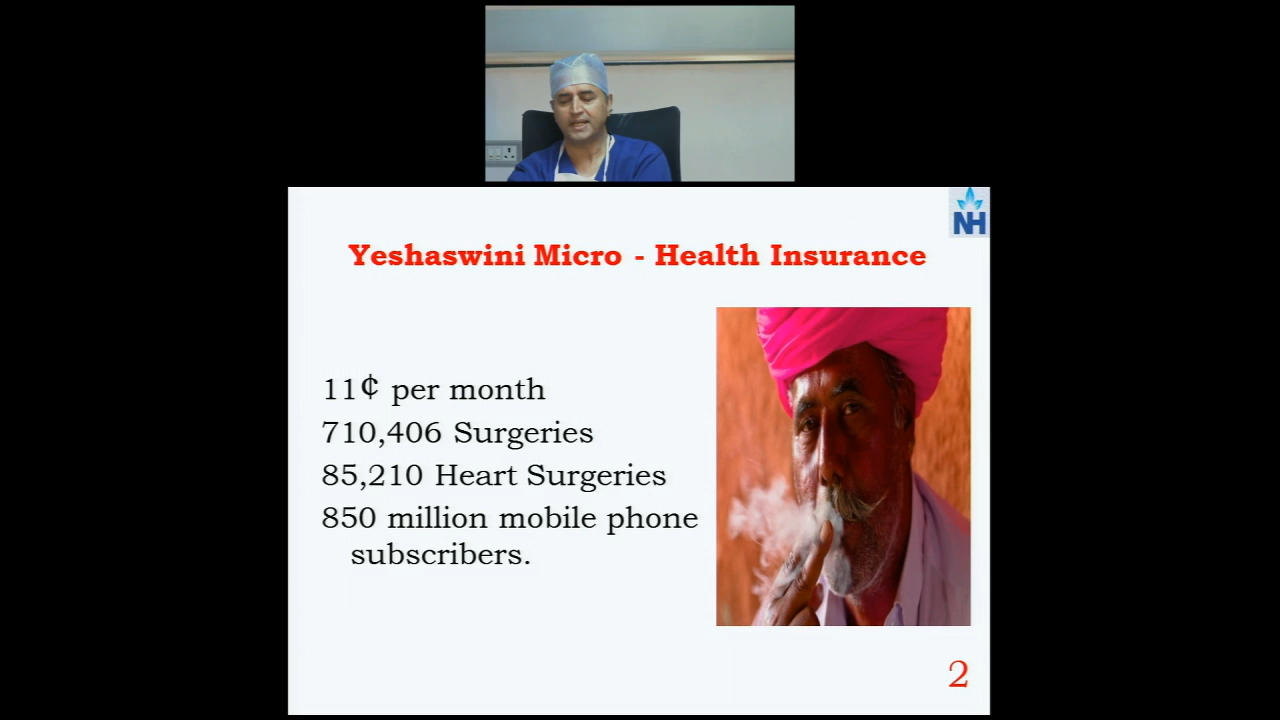 NH
Yeshaswini Micro - Health Insurance
11¢ per month
710,406 Surgeries
85,210 Heart Surgeries
850 million mobile phone
subscribers.
2